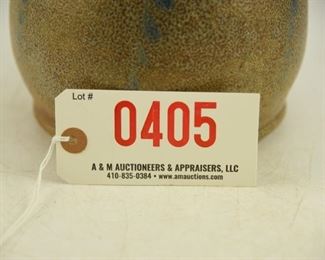 Lot #
0405
A & M AUCTIONEERS & APPRAISERS, LLC
410-835-0384 • www.amauctions.com